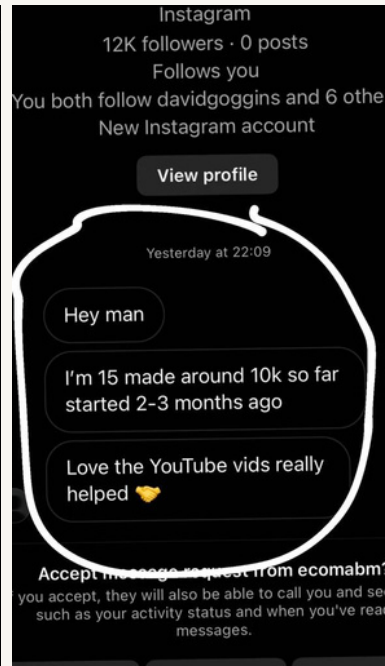 Instagram
12K followers · 0 posts
Follows you
You both follow davidgoggins and 6 othe
New Instagram account
View profile
Yesterday at 22:09
Hey man
I'm 15 made around 10k so far
started 2-3 months ago
Love the YouTube vids really
helped 🤝
Accept message request from ecomabm?
you accept, they will also be able to call you and see
such as your activity status and when you've read
messages.